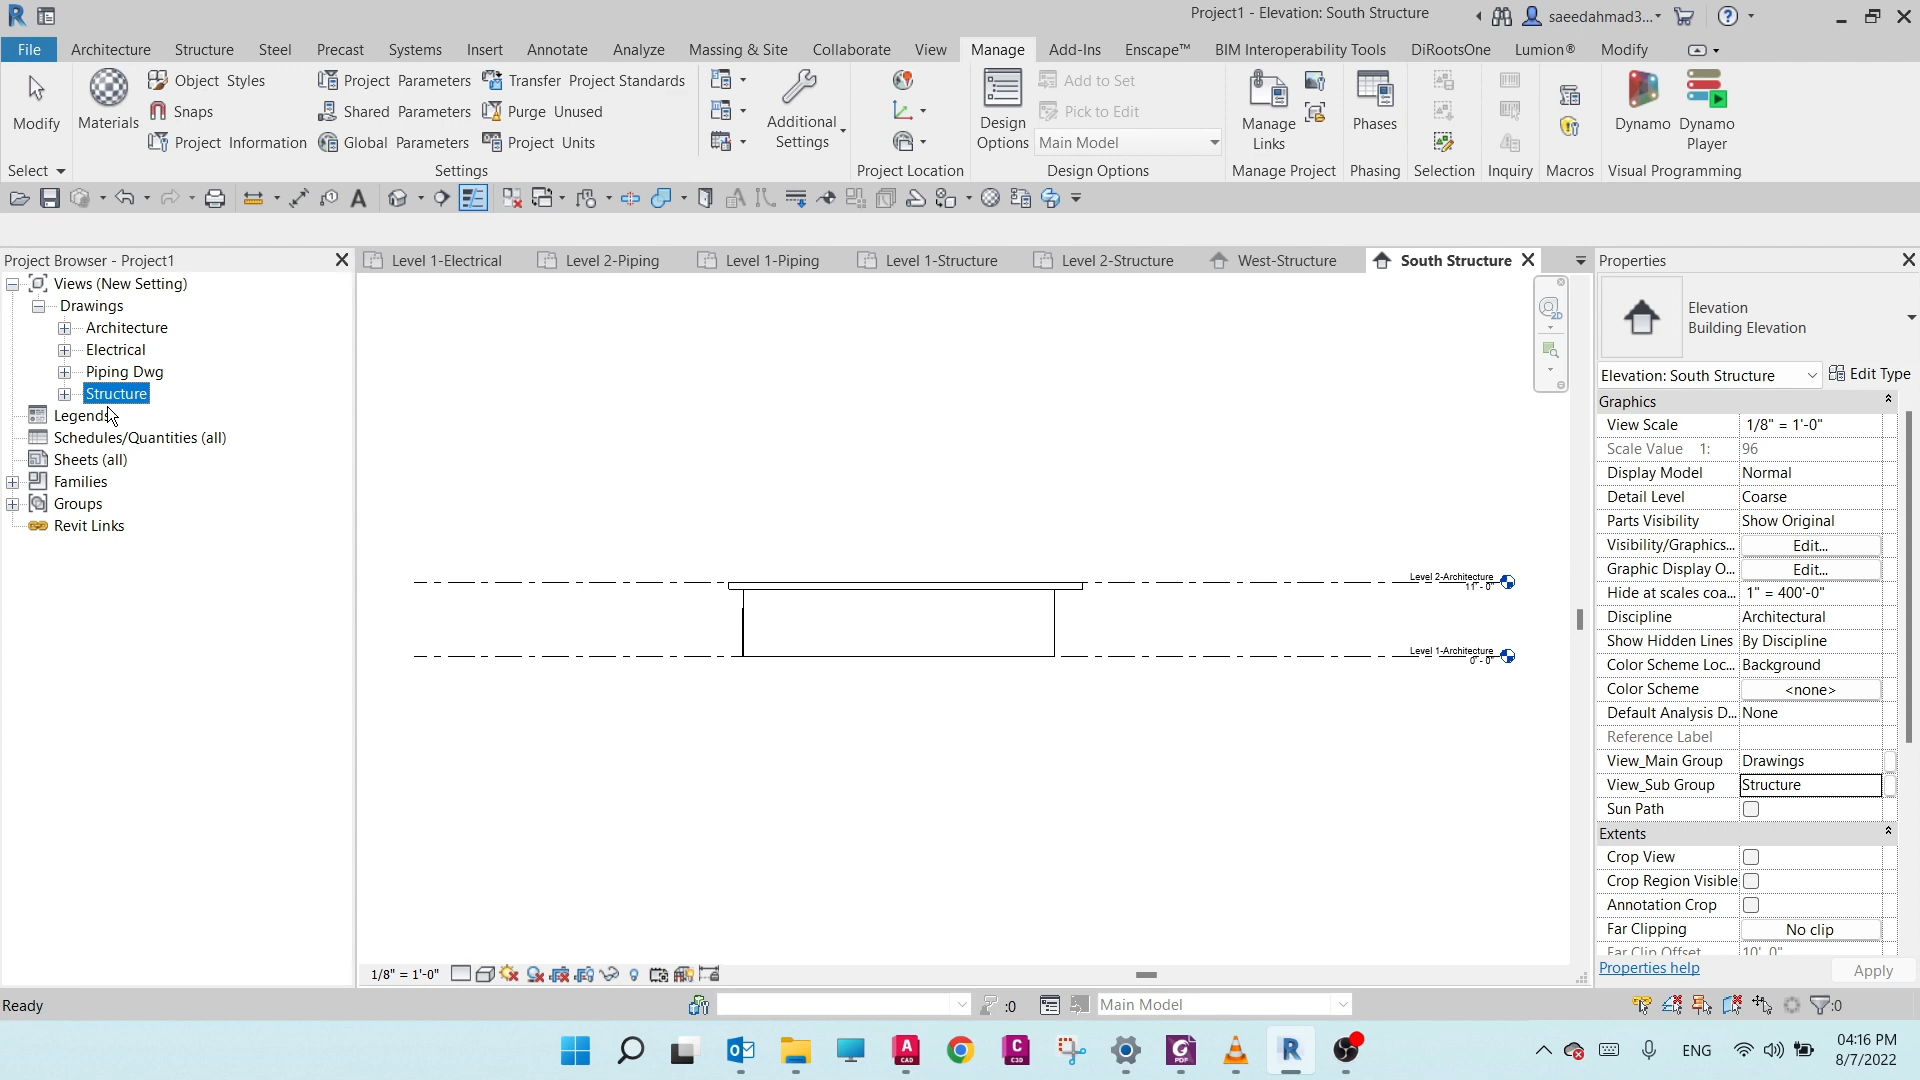 Project1 - Elevation: South Structure
saeedahmad3...
File Architecture Structure Steel Precast Systems Insert Annotate Analyze Massing & Site Collaborate View Manage Add-Ins Enscape™ BIM Interoperability Tools DiRootsOne Lumion® Modify
Modify
Materials
Object Styles
Snaps
Project Information
Project Parameters
Shared Parameters
Global Parameters
Transfer Project Standards
Purge Unused
Project Units
Additional Settings
Design Options
Add to Set
Pick to Edit
Main Model
Manage Links
Phases
Dynamo
Dynamo Player
Select Settings Project Location Design Options Manage Project Phasing Selection Inquiry Macros Visual Programming
Project Browser - Project1
Views (New Setting)
Drawings
Architecture
Electrical
Piping Dwg
Structure
Legends
Schedules/Quantities (all)
Sheets (all)
Families
Groups
Revit Links
Level 1-Electrical Level 2-Piping Level 1-Piping Level 1-Structure Level 2-Structure West-Structure South Structure
Level 2-Architecture
11' - 0"
Level 1-Architecture
0' - 0"
2D
Properties
Elevation
Building Elevation
Elevation: South Structure Edit Type
Graphics
View Scale 1/8" = 1'-0"
Scale Value 1: 96
Display Model Normal
Detail Level Coarse
Parts Visibility Show Original
Visibility/Graphics... Edit...
Graphic Display O... Edit...
Hide at scales coa... 1" = 400'-0"
Discipline Architectural
Show Hidden Lines By Discipline
Color Scheme Loc... Background
Color Scheme <none>
Default Analysis D... None
Reference Label
View_Main Group Drawings
View_Sub Group Structure
Sun Path
Extents
Crop View
Crop Region Visible
Annotation Crop
Far Clipping No clip
Far Clip Offset 10' 0"
Properties help Apply
1/8" = 1'-0"
Ready :0 Main Model :0
ENG
04:16 PM
8/7/2022